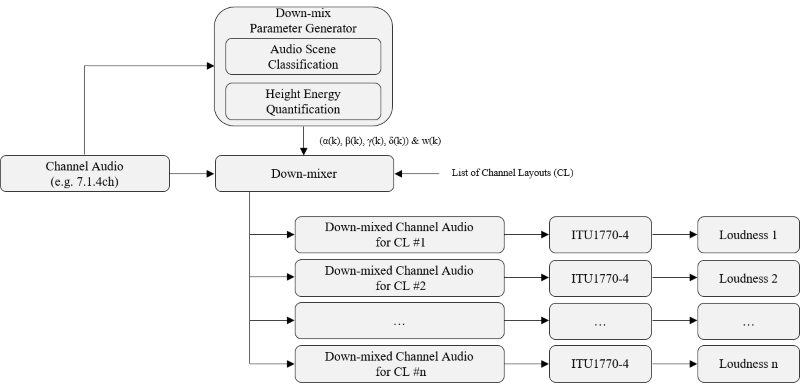 Down-mix
Parameter Generator
Audio Scene
Classification
Height Energy
Quantification
(α(k), β(k), γ(k), δ(k)) & w(k)
Channel Audio
(e.g. 7.1.4ch)
Down-mixer
List of Channel Layouts (CL)
Down-mixed Channel Audio
for CL #1
ITU1770-4
Loudness 1
Down-mixed Channel Audio
for CL #2
ITU1770-4
Loudness 2
...
...
...
Down-mixed Channel Audio
for CL #n
ITU1770-4
Loudness n